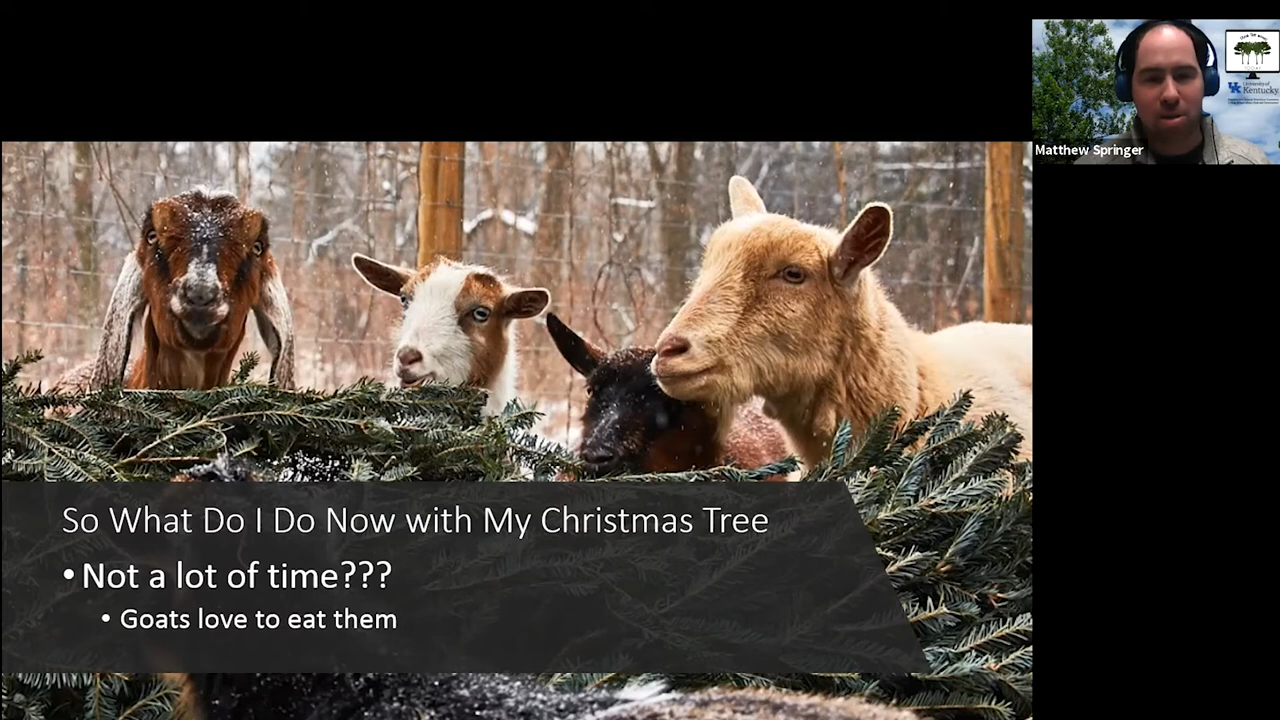 TODAY
University of
Kentucky
Matthew Springer
So What Do I Do Now with My Christmas Tree
• Not a lot of time???
• Goats love to eat them